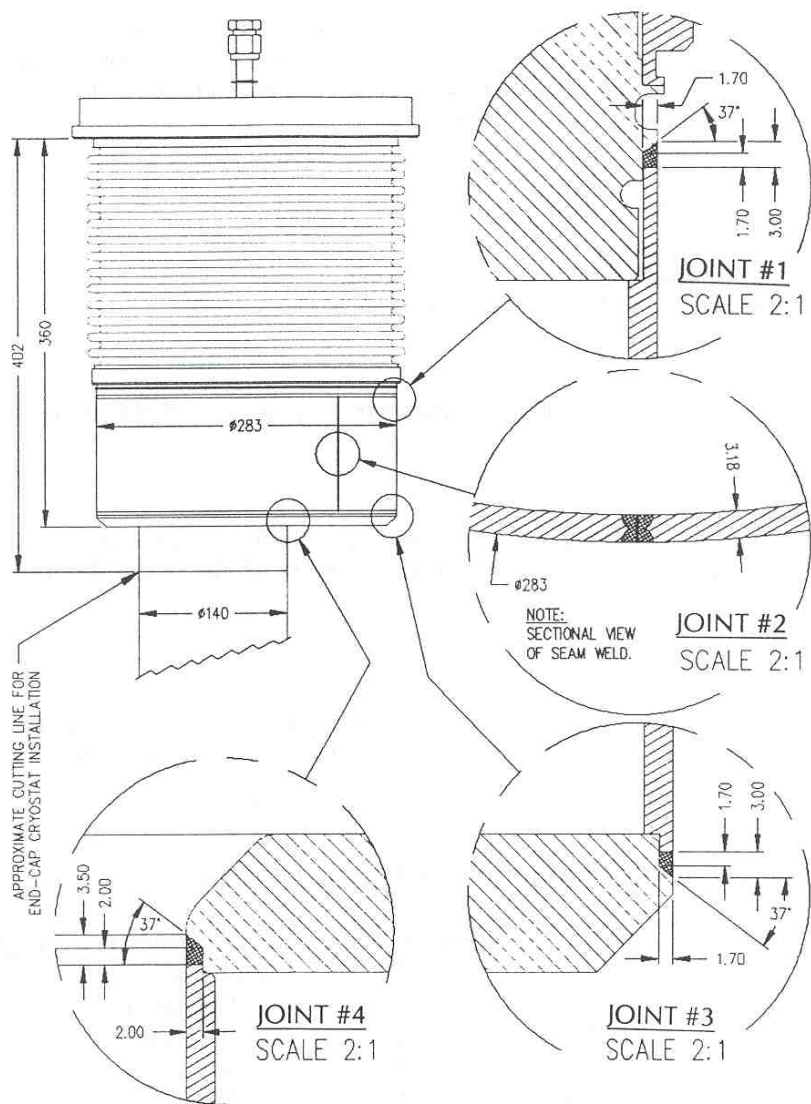 402
360
ø283
ø140
APPROXIMATE CUTTING LINE FOR
END-CAP CRYOSTAT INSTALLATION
1.70
37°
1.70
3.00
JOINT #1
SCALE 2:1
3.18
ø283
NOTE:
SECTIONAL VIEW
OF SEAM WELD.
JOINT #2
SCALE 2:1
3.50
2.00
37°
2.00
JOINT #4
SCALE 2:1
1.70
3.00
37°
1.70
JOINT #3
SCALE 2:1